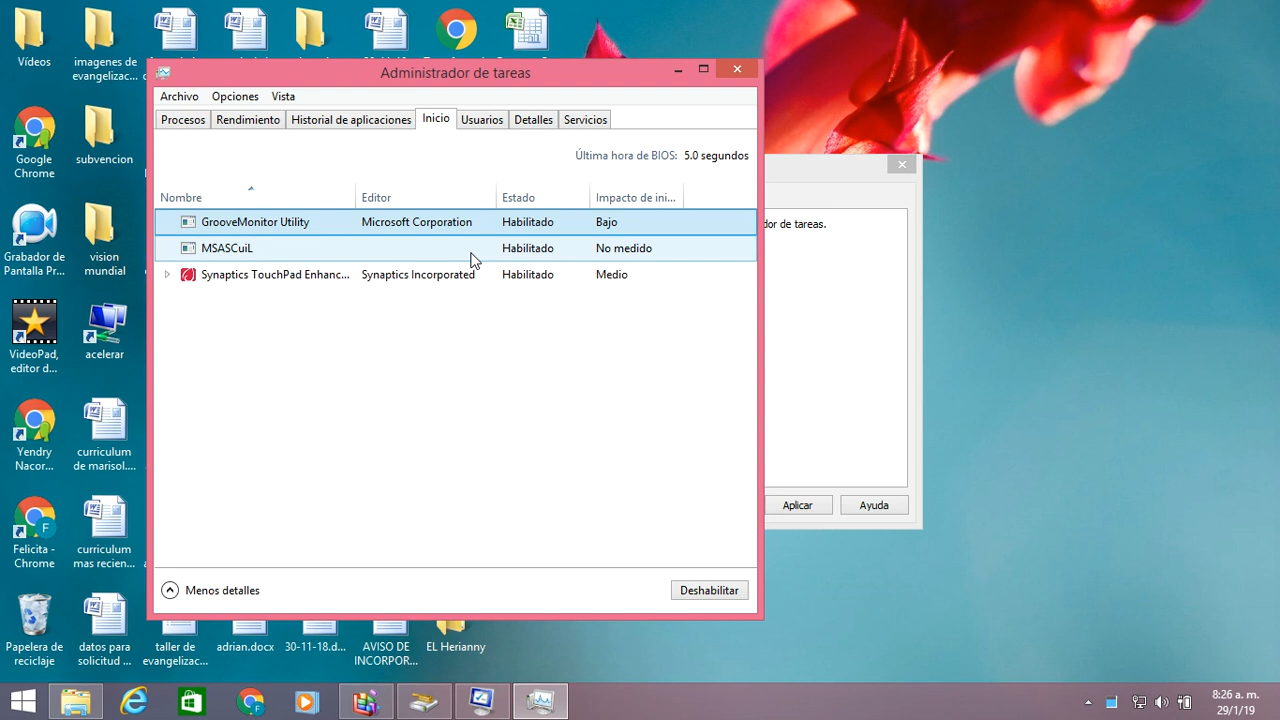 Vídeos
imagenes de
evangelizac...
Google
Chrome
subvencion
Grabador de
Pantalla Pr...
vision
mundial
VideoPad,
editor d...
acelerar
Yendry
Nacor...
curriculum
de marisol....
Felicita -
Chrome
curriculum
mas recien...
Papelera de
reciclaje
datos para
solicitud ...
taller de
evangelizac...
adrian.docx
30-11-18.d...
AVISO DE
INCORPOR...
EL Herianny
Administrador de tareas
Archivo Opciones Vista
Procesos Rendimiento Historial de aplicaciones Inicio Usuarios Detalles Servicios
Última hora de BIOS: 5.0 segundos
Nombre Editor Estado Impacto de ini...
GrooveMonitor Utility Microsoft Corporation Habilitado Bajo
MSASCuiL Habilitado No medido
Synaptics TouchPad Enhanc... Synaptics Incorporated Habilitado Medio
Menos detalles Deshabilitar
dor de tareas.
Aplicar Ayuda
8:26 a. m.
29/1/19